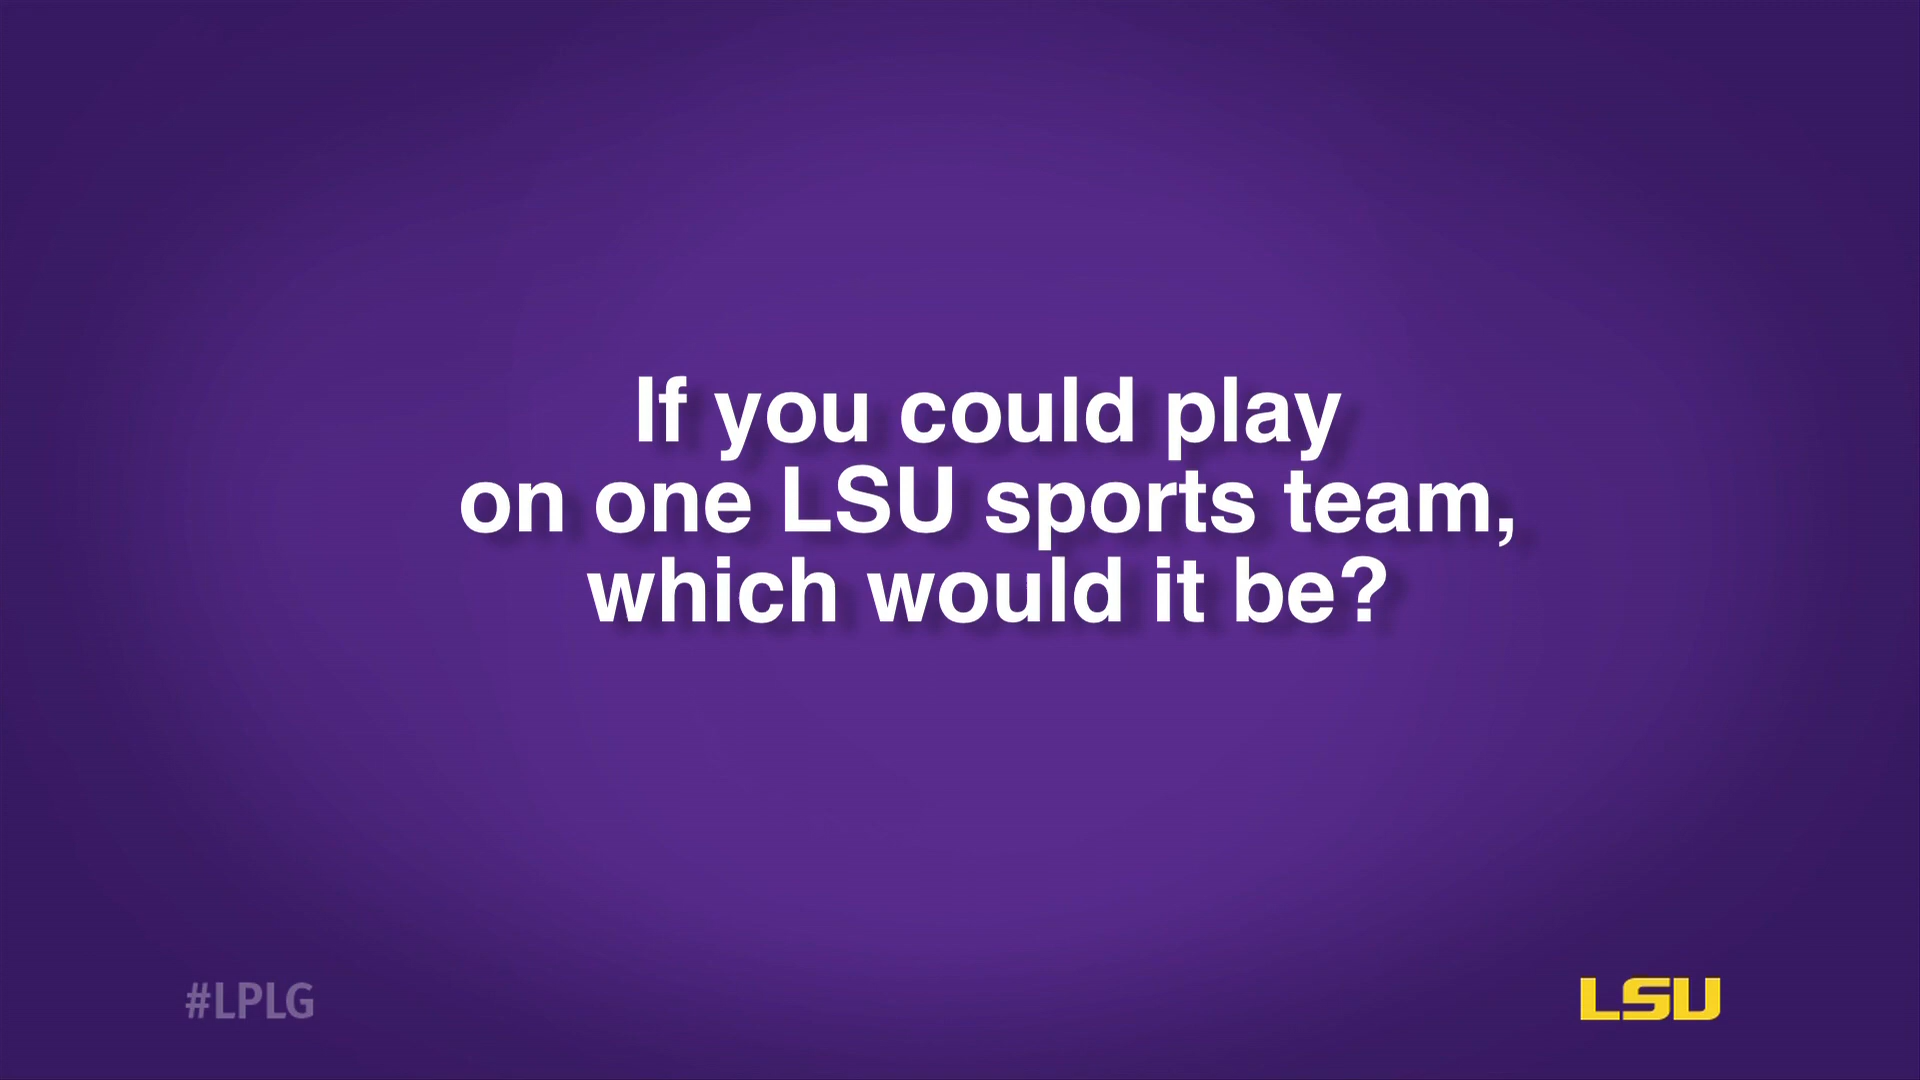 If you could play
on one LSU sports team,
which would it be?
#LPLG
LSU